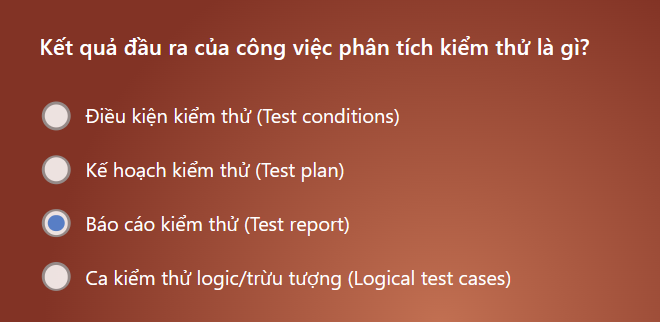 Kết quả đầu ra của công việc phân tích kiểm thử là gì?
Điều kiện kiểm thử (Test conditions)
Kế hoạch kiểm thử (Test plan)
Báo cáo kiểm thử (Test report)
Ca kiểm thử logic/trừu tượng (Logical test cases)